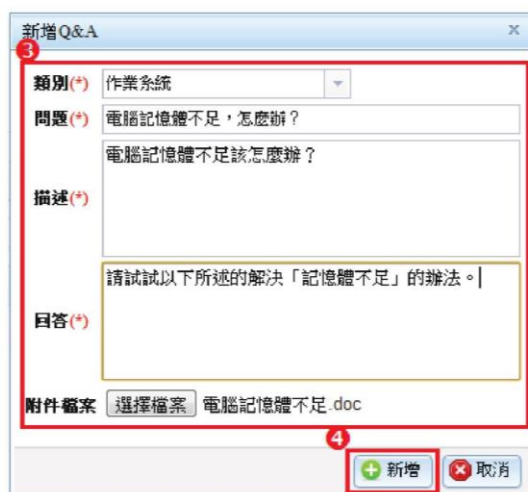 新增Q&A
x
3
類別(*) 作業系統
問題(*) 電腦記憶體不足，怎麼辦？
描述(*) 電腦記憶體不足該怎麼辦？
回答(*) 請試試以下所述的解決「記憶體不足」的辦法。
附件檔案 選擇檔案 電腦記憶體不足.doc
4
新增 取消